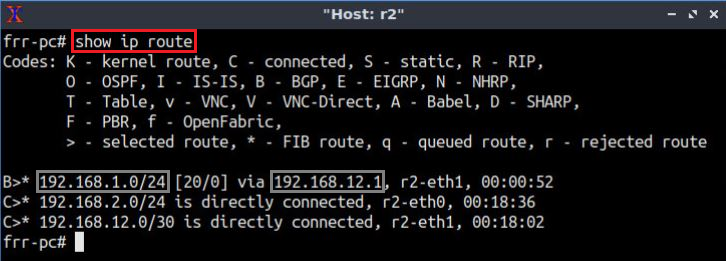 "Host: r2"
frr-pc# show ip route
Codes: K - kernel route, C - connected, S - static, R - RIP,
O - OSPF, I - IS-IS, B - BGP, E - EIGRP, N - NHRP,
T - Table, v - VNC, V - VNC-Direct, A - Babel, D - SHARP,
F - PBR, f - OpenFabric,
> - selected route, * - FIB route, q - queued route, r - rejected route
B>* 192.168.1.0/24 [20/0] via 192.168.12.1, r2-eth1, 00:00:52
C>* 192.168.2.0/24 is directly connected, r2-eth0, 00:18:36
C>* 192.168.12.0/30 is directly connected, r2-eth1, 00:18:02
frr-pc#